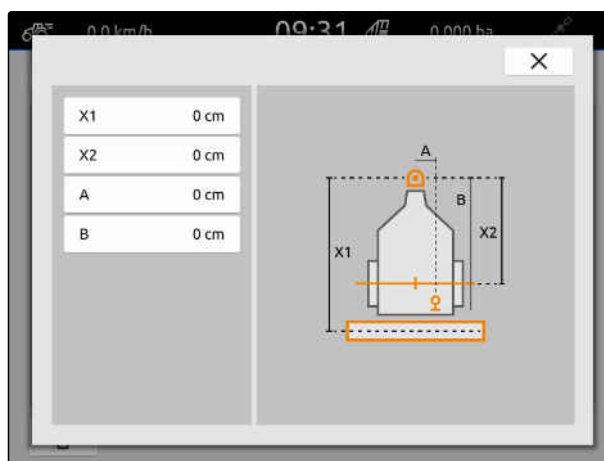 0.0 km/h 09:31 0.000 ha
X1 0 cm
X2 0 cm
A 0 cm
B 0 cm
A
B
X2
X1